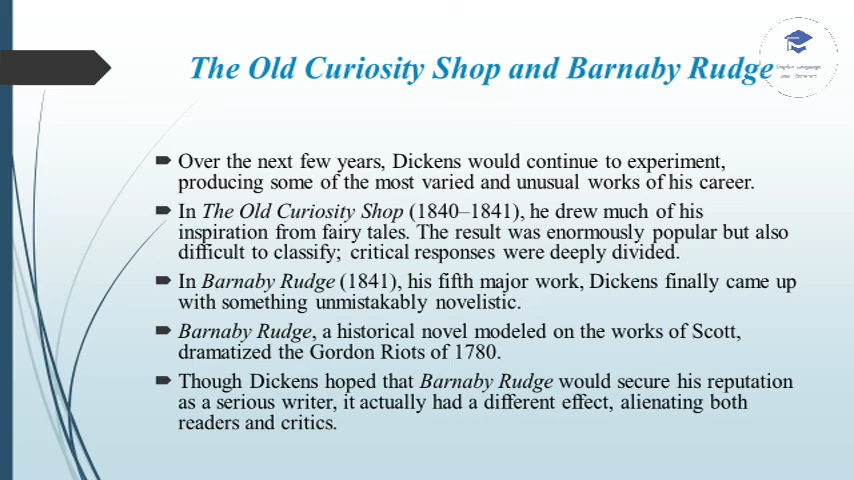 The Old Curiosity Shop and Barnaby Rudge
Over the next few years, Dickens would continue to experiment,
producing some of the most varied and unusual works of his career.
In The Old Curiosity Shop (1840–1841), he drew much of his
inspiration from fairy tales. The result was enormously popular but also
difficult to classify; critical responses were deeply divided.
In Barnaby Rudge (1841), his fifth major work, Dickens finally came up
with something unmistakably novelistic.
Barnaby Rudge, a historical novel modeled on the works of Scott,
dramatized the Gordon Riots of 1780.
Though Dickens hoped that Barnaby Rudge would secure his reputation
as a serious writer, it actually had a different effect, alienating both
readers and critics.